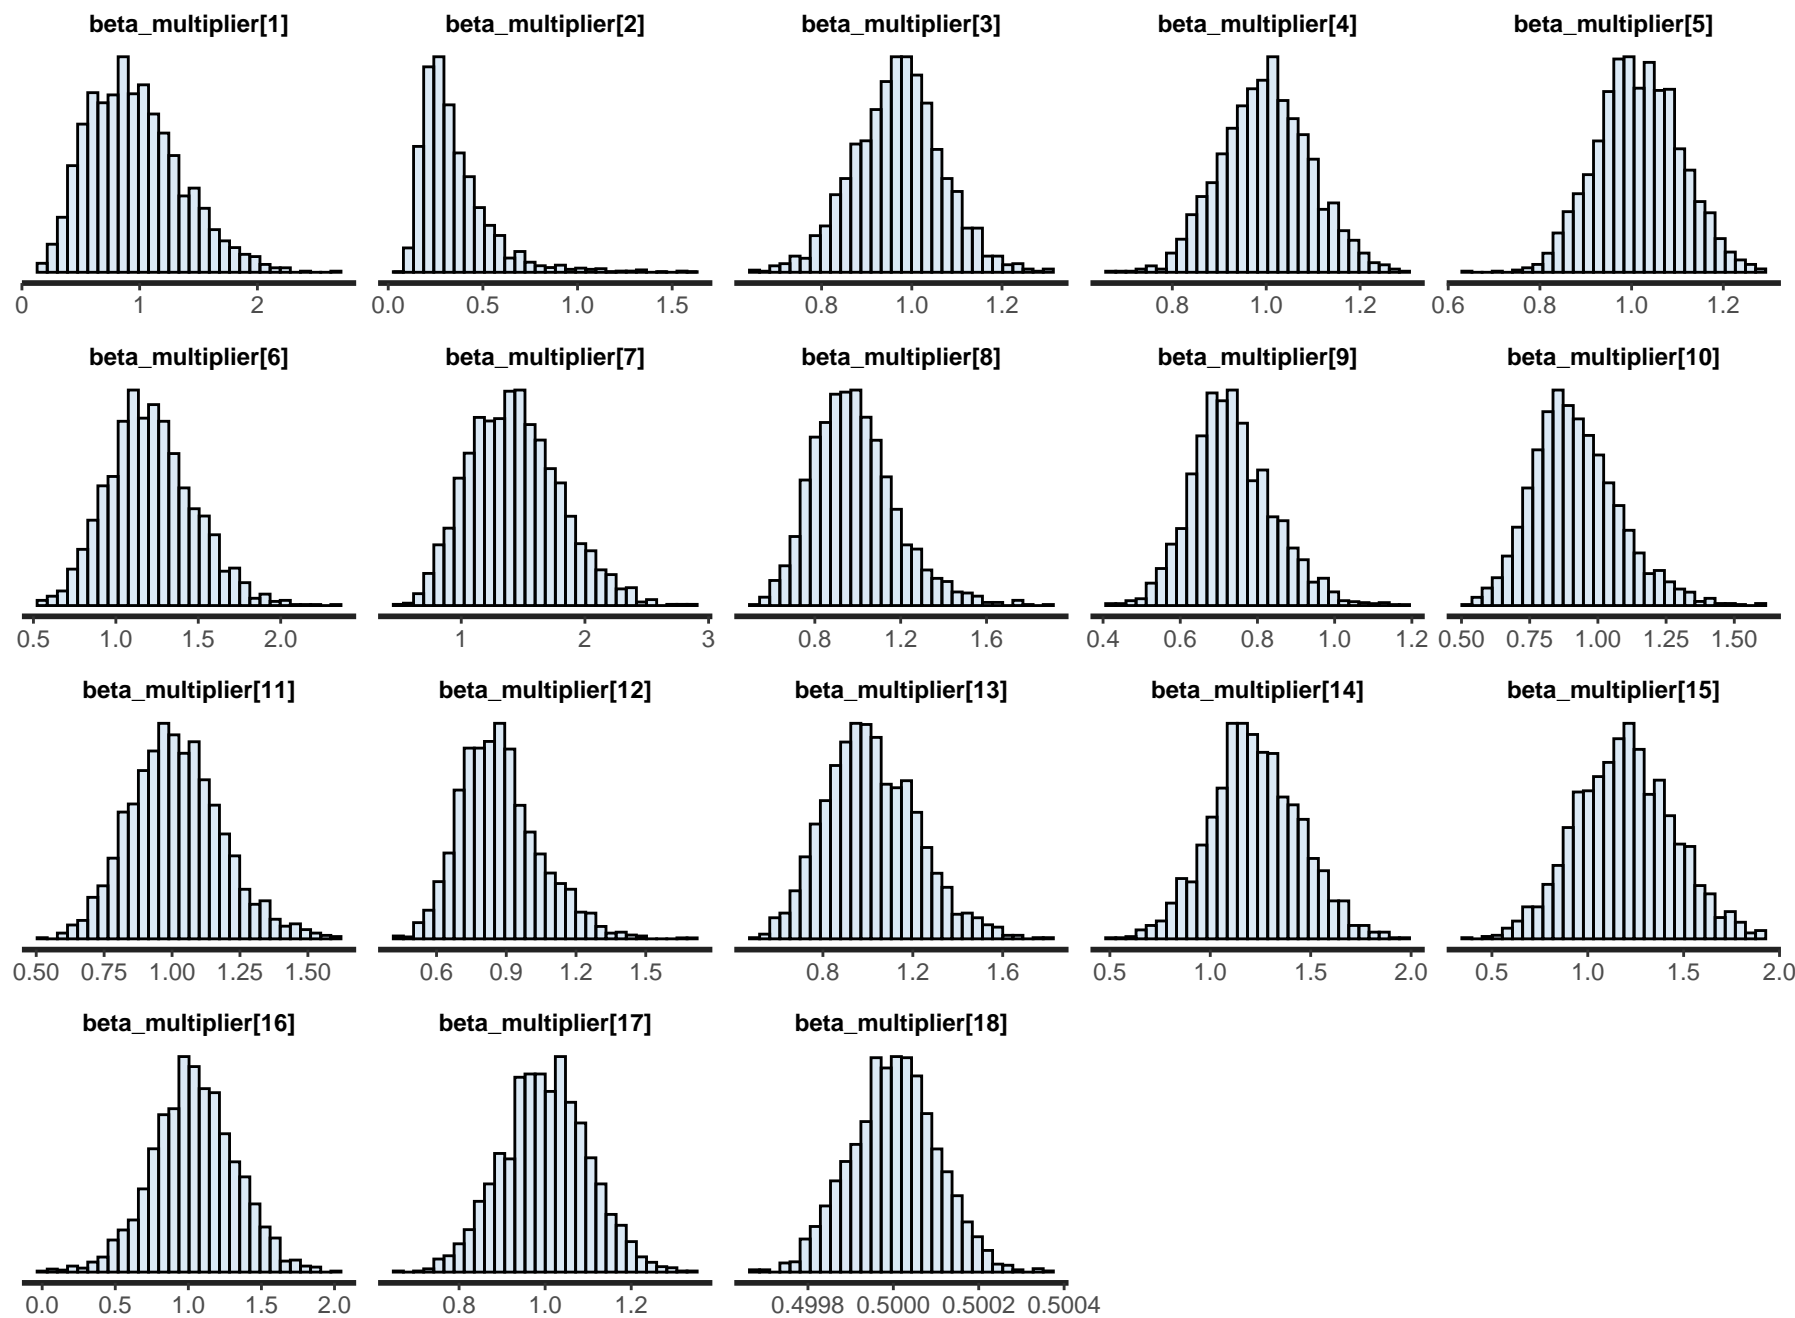 beta_multiplier[1] beta_multiplier[2] beta_multiplier[3] beta_multiplier[4] beta_multiplier[5]
0 1 2 0.0 0.5 1.0 1.5 0.8 1.0 1.2 0.8 1.0 1.2 0.6 0.8 1.0 1.2
beta_multiplier[6] beta_multiplier[7] beta_multiplier[8] beta_multiplier[9] beta_multiplier[10]
0.5 1.0 1.5 2.0 1 2 3 0.8 1.2 1.6 0.4 0.6 0.8 1.0 1.2 0.50 0.75 1.00 1.25 1.50
beta_multiplier[11] beta_multiplier[12] beta_multiplier[13] beta_multiplier[14] beta_multiplier[15]
0.50 0.75 1.00 1.25 1.50 0.6 0.9 1.2 1.5 0.8 1.2 1.6 0.5 1.0 1.5 2.0 0.5 1.0 1.5 2.0
beta_multiplier[16] beta_multiplier[17] beta_multiplier[18]
0.0 0.5 1.0 1.5 2.0 0.8 1.0 1.2 0.4998 0.5000 0.5002 0.5004